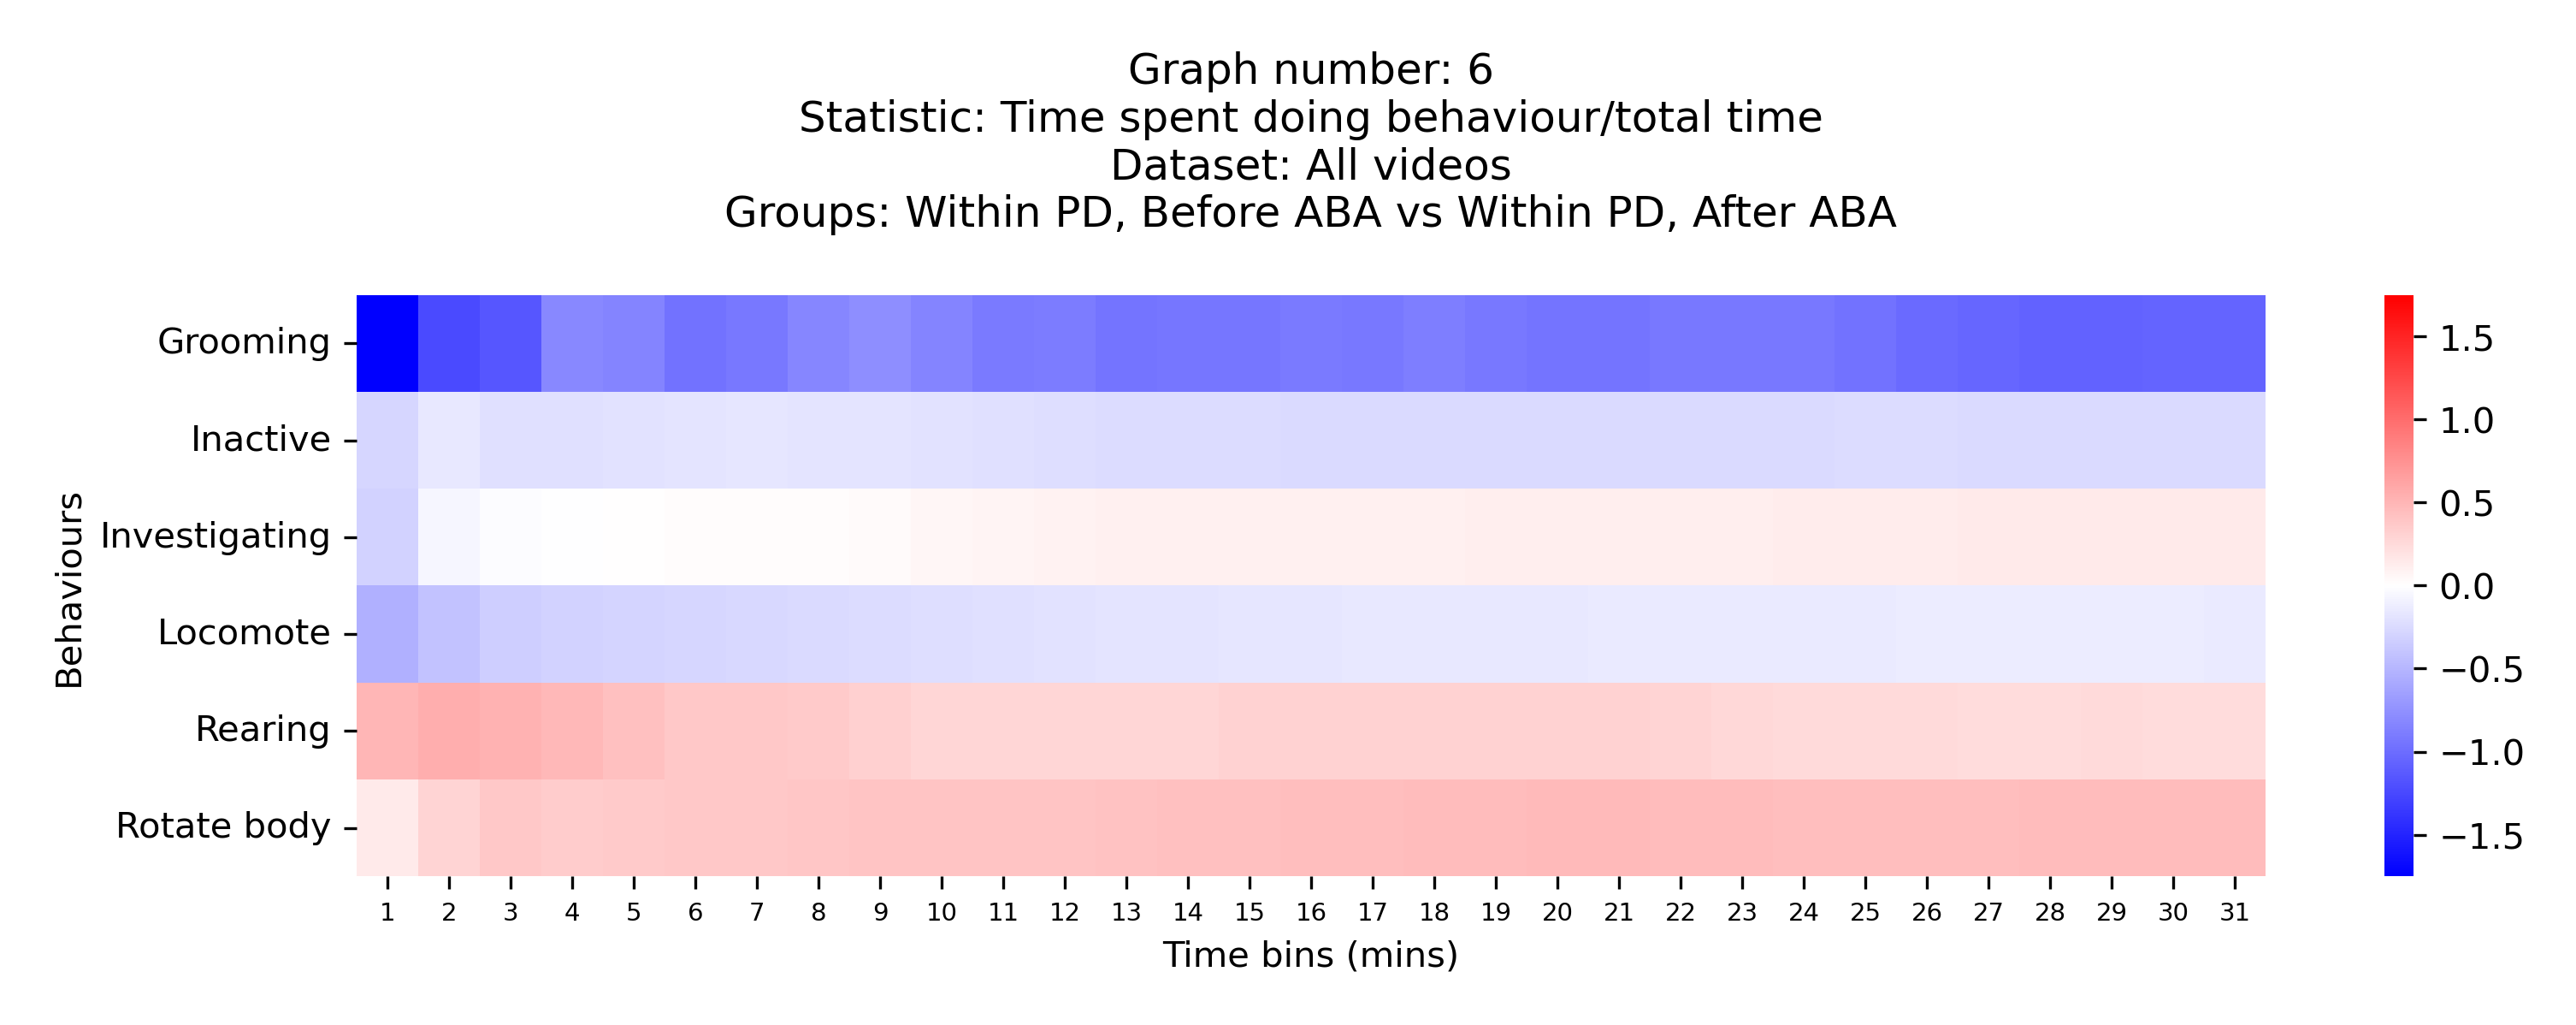 Graph number: 6
Statistic: Time spent doing behaviour/total time
Dataset: All videos
Groups: Within PD, Before ABA vs Within PD, After ABA
Behaviours
Grooming
Inactive
Investigating
Locomote
Rearing
Rotate body
1 2 3 4 5 6 7 8 9 10 11 12 13 14 15 16 17 18 19 20 21 22 23 24 25 26 27 28 29 30 31
Time bins (mins)
1.5
1.0
0.5
0.0
−0.5
−1.0
−1.5